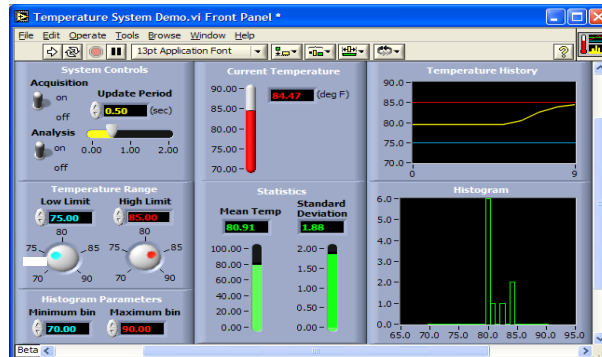 Temperature System Demo.vi Front Panel *
File Edit Operate Tools Browse Window Help
13pt Application Font
System Controls
Acquisition
on
off
Update Period
0.50 (sec)
Analysis
on
off
0.00 1.00 2.00
Current Temperature
90.00
85.00
80.00
75.00
70.00
84.47 (deg F)
Temperature History
90.0
85.0
80.0
75.0
70.0
0 9
Temperature Range
Low Limit High Limit
75.00 85.00
80 80
75 85 75 85
70 90 70 90
Histogram Parameters
Minimum bin Maximum bin
70.00 90.00
Statistics
Mean Temp
80.91
Standard
Deviation
1.88
100.00
80.00
60.00
40.00
20.00
0.00
2.00
1.50
1.00
0.50
0.00
Histogram
6.0
5.0
4.0
3.0
2.0
1.0
0.0
65.0 70.0 75.0 80.0 85.0 90.0 95.0
Beta